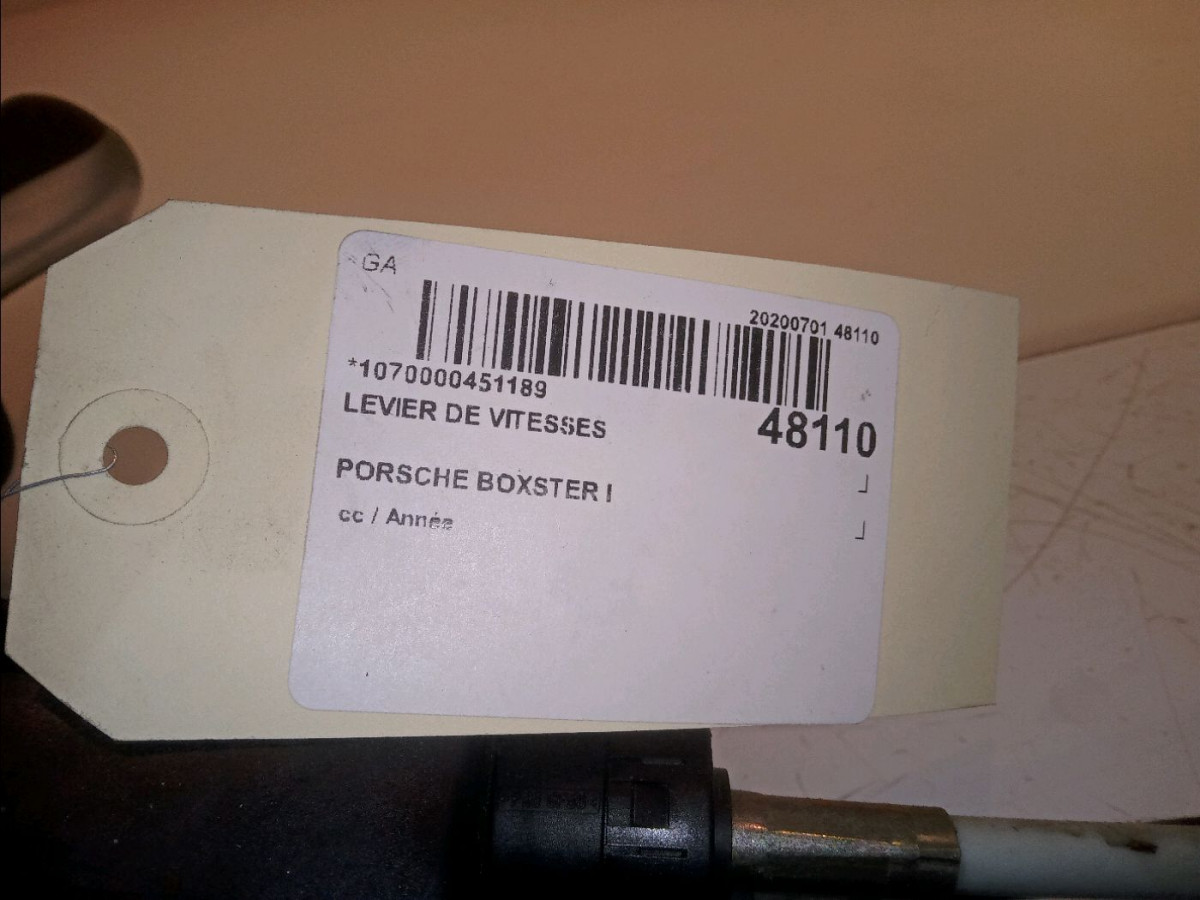 GA
20200701 48110
*1070000451189
LEVIER DE VITESSES
48110
PORSCHE BOXSTER I
cc / Année